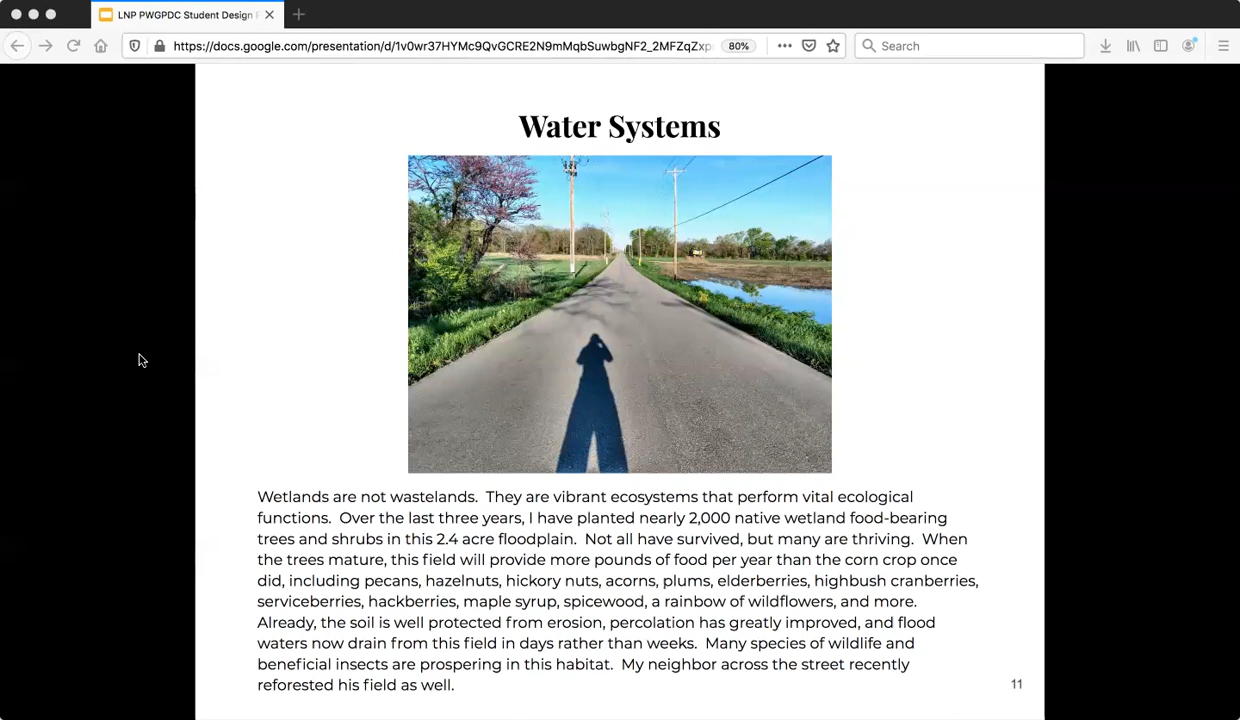 LNP PWGPDC Student Design
https://docs.google.com/presentation/d/1v0wr37HYMc9QvGCRE2N9mMqbSuwbgNF2_2MFZqZxp
80%
Search
Water Systems
Wetlands are not wastelands. They are vibrant ecosystems that perform vital ecological
functions. Over the last three years, I have planted nearly 2,000 native wetland food-bearing
trees and shrubs in this 2.4 acre floodplain. Not all have survived, but many are thriving. When
the trees mature, this field will provide more pounds of food per year than the corn crop once
did, including pecans, hazelnuts, hickory nuts, acorns, plums, elderberries, highbush cranberries,
serviceberries, hackberries, maple syrup, spicewood, a rainbow of wildflowers, and more.
Already, the soil is well protected from erosion, percolation has greatly improved, and flood
waters now drain from this field in days rather than weeks. Many species of wildlife and
beneficial insects are prospering in this habitat. My neighbor across the street recently
reforested his field as well.
11